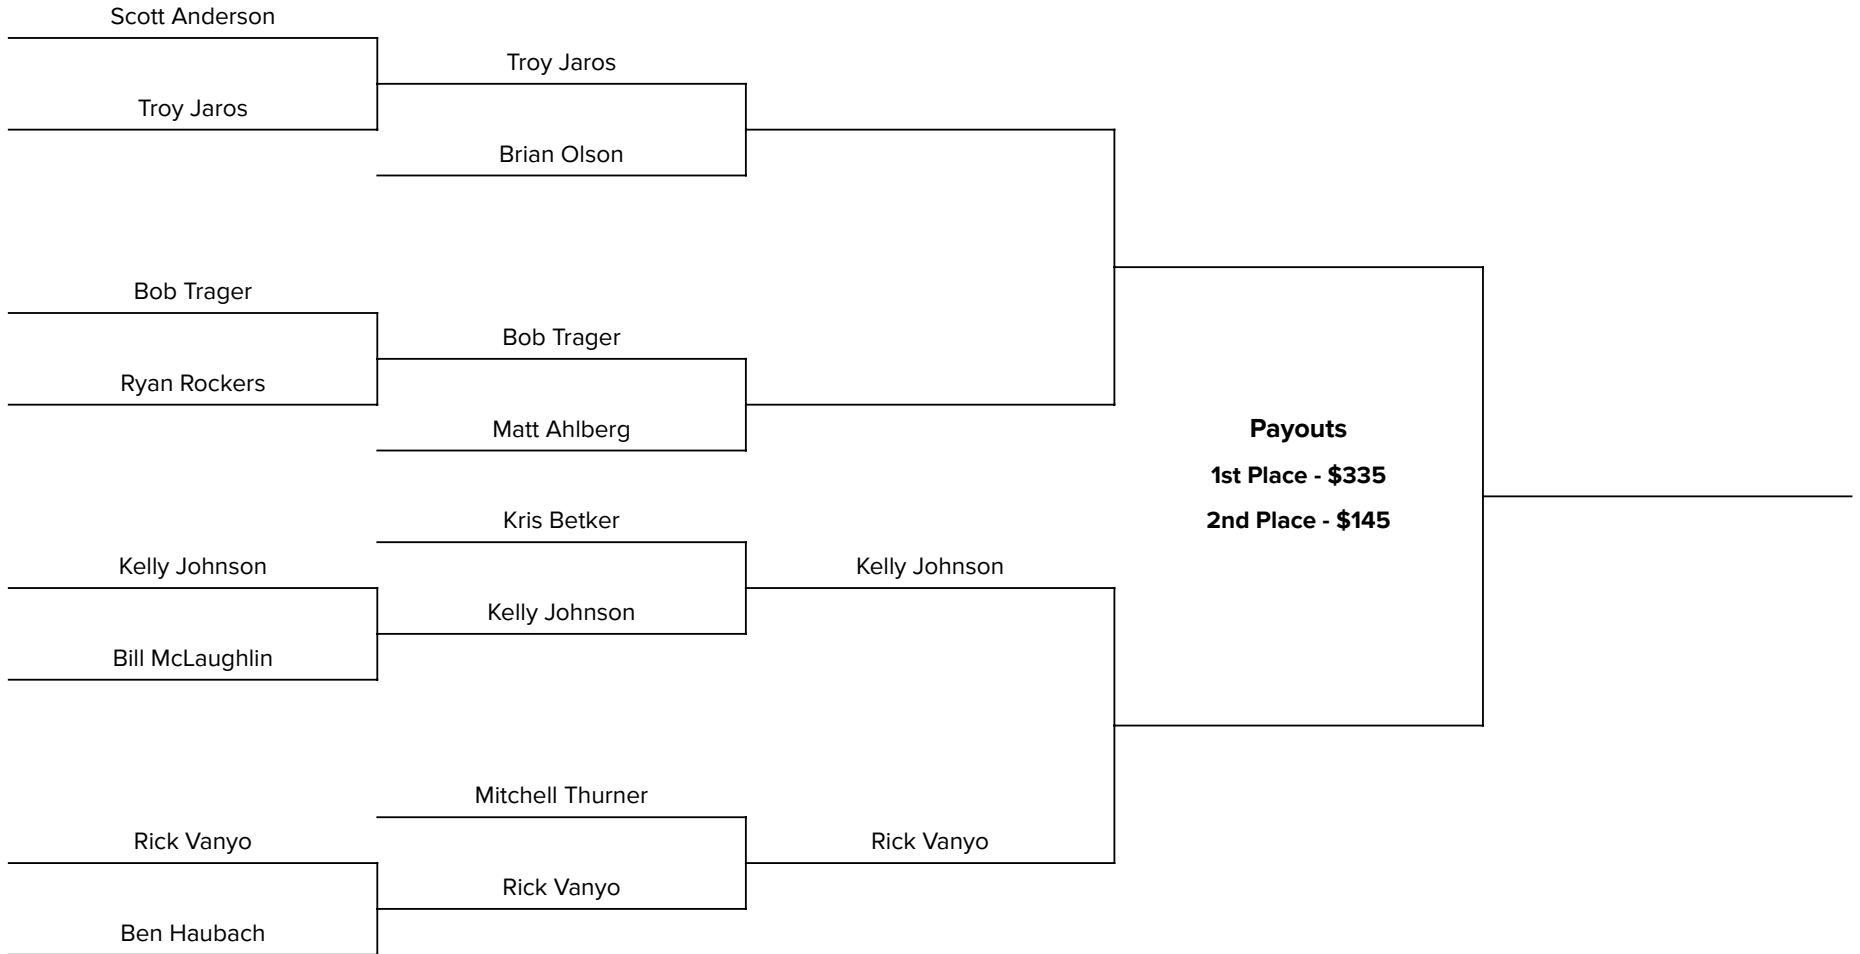 Scott Anderson
Troy Jaros
Troy Jaros
Brian Olson
Bob Trager
Bob Trager
Ryan Rockers
Matt Ahlberg
Payouts
1st Place - $335
2nd Place - $145
Kris Betker
Kelly Johnson
Kelly Johnson
Kelly Johnson
Bill McLaughlin
Mitchell Thurner
Rick Vanyo
Rick Vanyo
Rick Vanyo
Ben Haubach